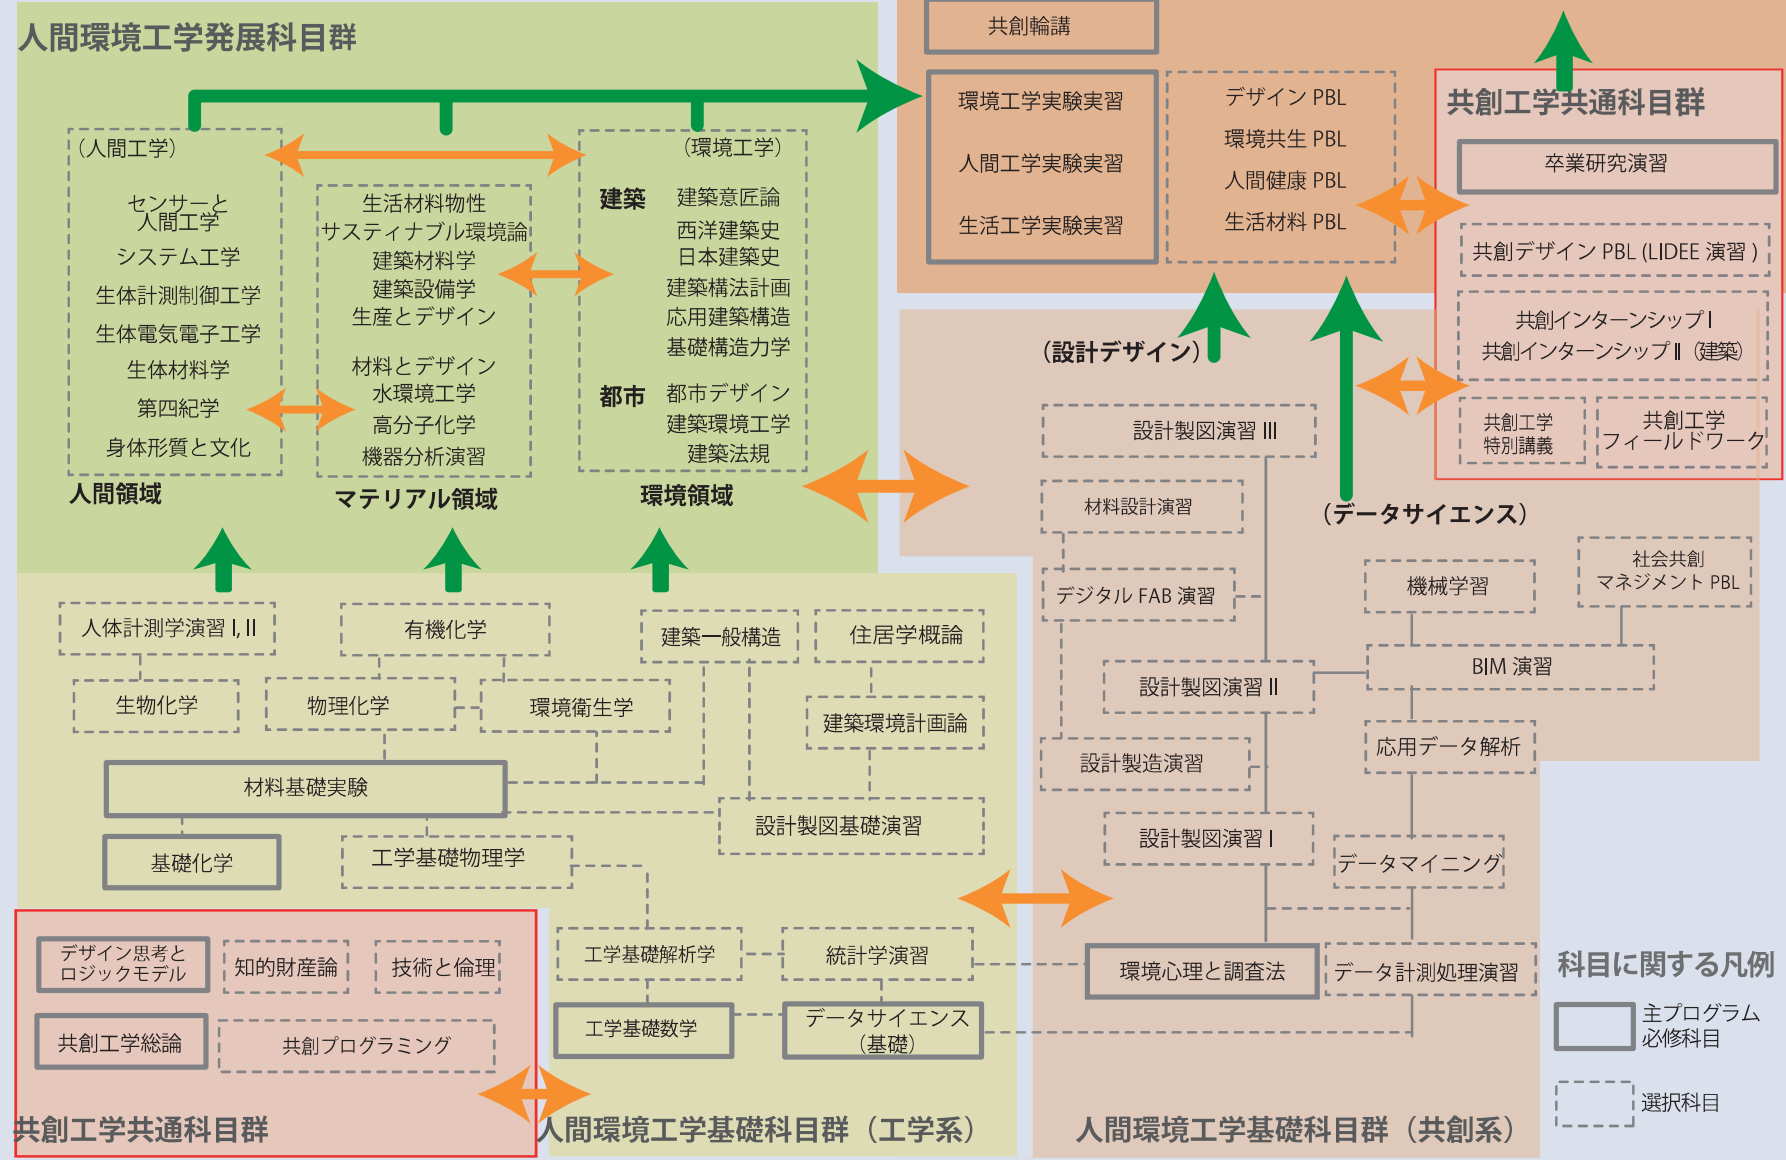 人間環境工学発展科目群
(人間工学)
センサーと
人間工学
システム工学
生体計測制御工学
生体電気電子工学
生体材料学
第四紀学
身体形質と文化
人間領域
生活材料物性
サスティナブル環境論
建築材料学
建築設備学
生産とデザイン
材料とデザイン
水環境工学
高分子化学
機器分析演習
マテリアル領域
(環境工学)
建築
建築意匠論
西洋建築史
日本建築史
建築構法計画
応用建築構造
基礎構造力学
都市
都市デザイン
建築環境工学
建築法規
環境領域
共創輪講
環境工学実験実習
人間工学実験実習
生活工学実験実習
デザイン PBL
環境共生 PBL
人間健康 PBL
生活材料 PBL
共創工学共通科目群
卒業研究演習
共創デザイン PBL (LIDEE 演習 )
共創インターンシップ I
共創インターンシップ II (建築)
共創工学
特別講義
共創工学
フィールドワーク
(設計デザイン)
設計製図演習 III
材料設計演習
デジタル FAB 演習
設計製図演習 II
設計製造演習
設計製図演習 I
環境心理と調査法
(データサイエンス)
機械学習
社会共創
マネジメント PBL
BIM 演習
応用データ解析
データマイニング
データ計測処理演習
人体計測学演習 I, II
有機化学
建築一般構造
住居学概論
生物化学
物理化学
環境衛生学
建築環境計画論
材料基礎実験
設計製図基礎演習
基礎化学
工学基礎物理学
工学基礎解析学
統計学演習
工学基礎数学
データサイエンス
(基礎)
デザイン思考と
ロジックモデル
知的財産論
技術と倫理
共創工学総論
共創プログラミング
共創工学共通科目群
人間環境工学基礎科目群（工学系）
人間環境工学基礎科目群（共創系）
科目に関する凡例
主プログラム
必修科目
選択科目